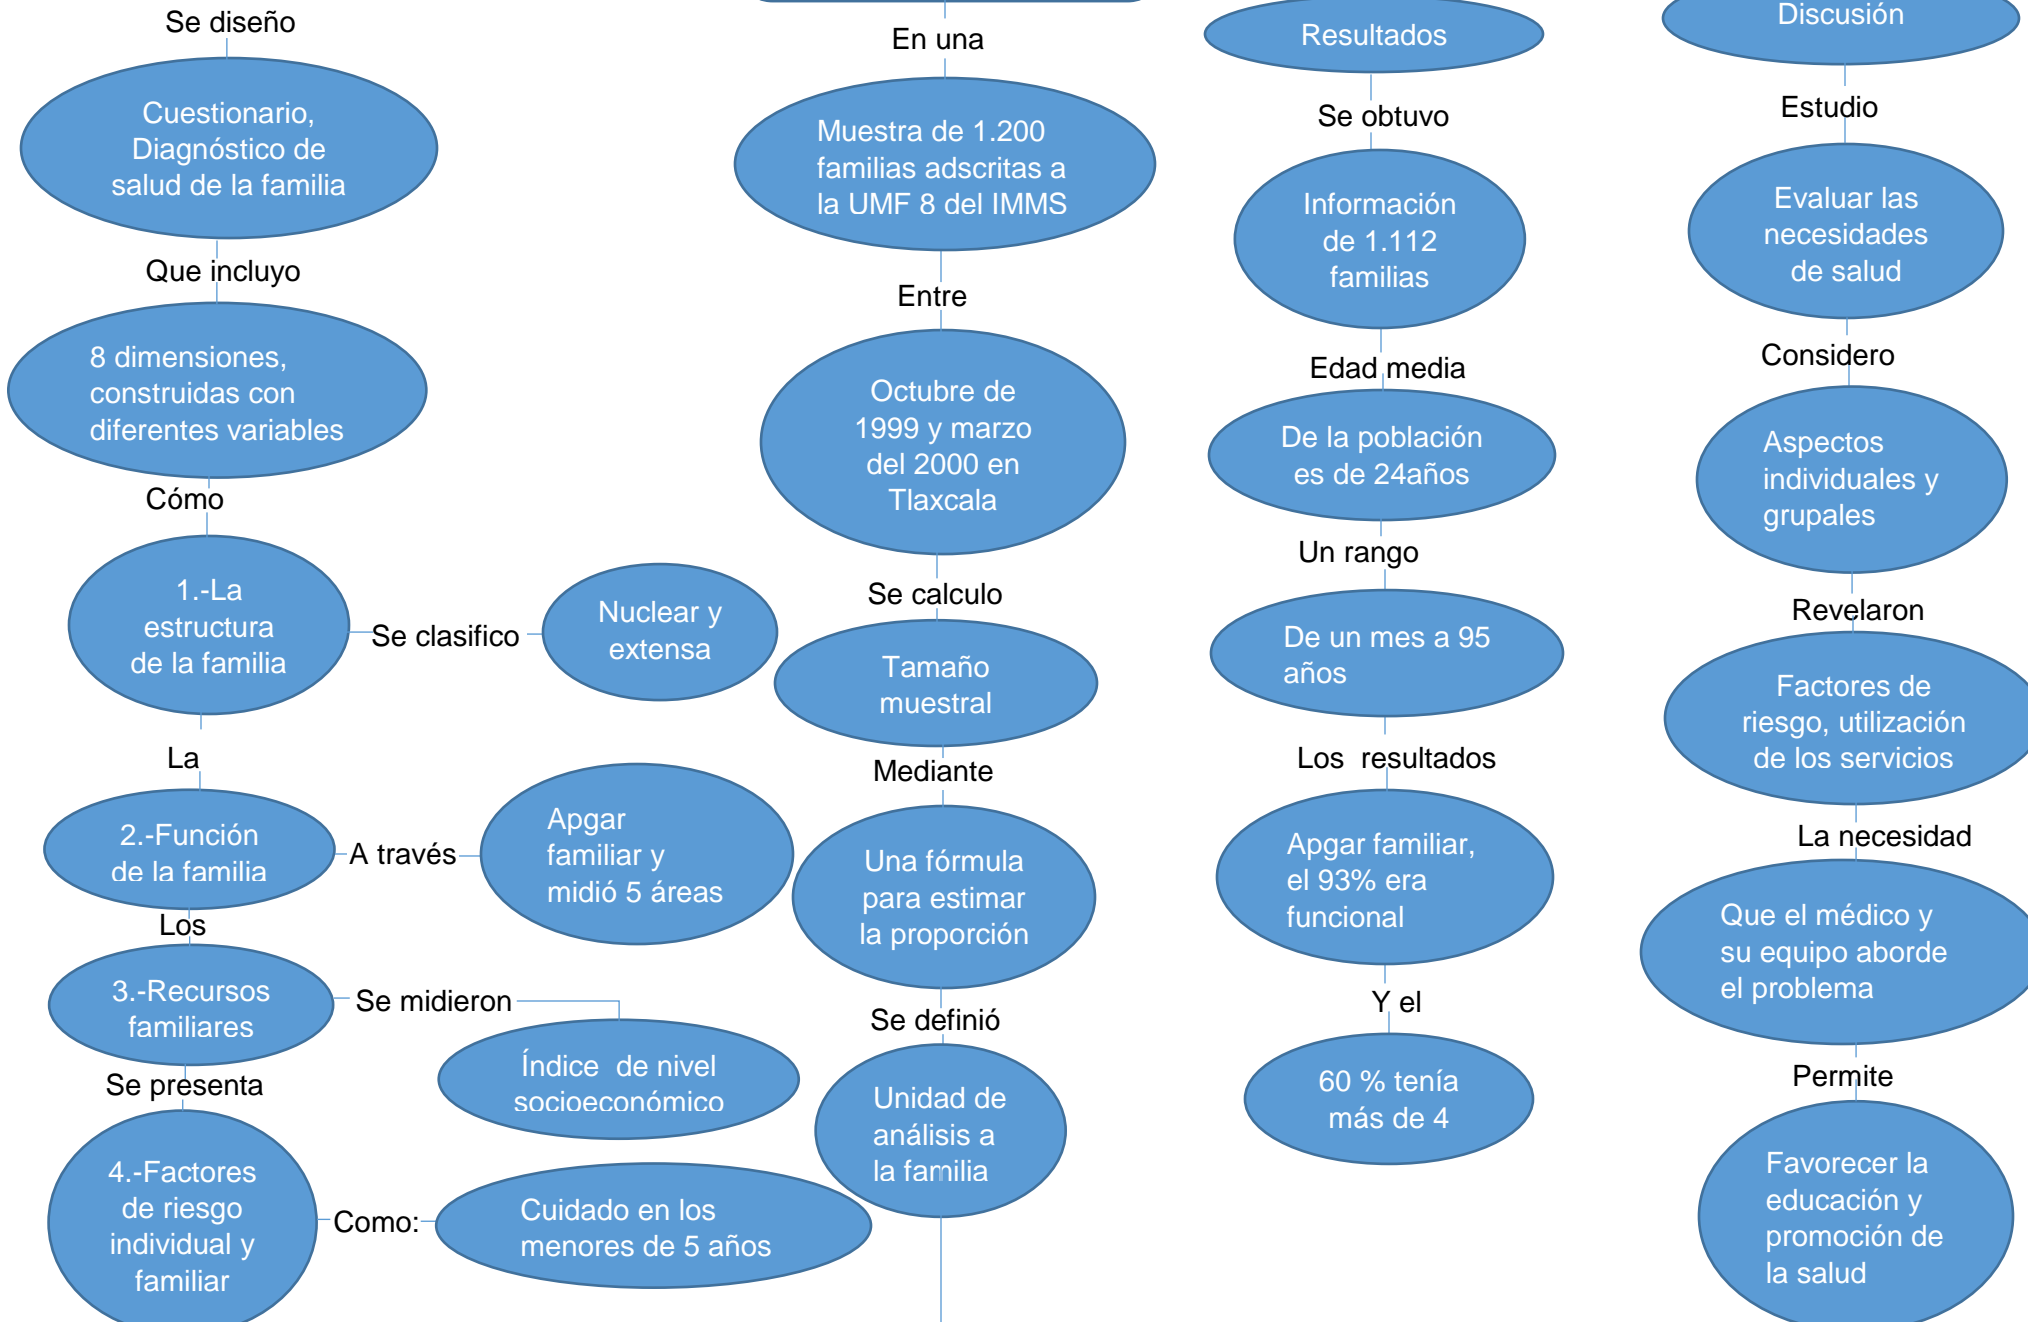 Se diseño
Cuestionario,
Diagnóstico de
salud de la familia
Que incluyo
8 dimensiones,
construidas con
diferentes variables
Cómo
1.-La
estructura
de la familia
Se clasifico
Nuclear y
extensa
La
2.-Función
de la familia
A través
Apgar
familiar y
midió 5 áreas
Los
3.-Recursos
familiares
Se midieron
Índice  de nivel
socioeconómico
Se presenta
4.-Factores
de riesgo
individual y
familiar
Como:
Cuidado en los
menores de 5 años
En una
Muestra de 1.200
familias adscritas a
la UMF 8 del IMMS
Entre
Octubre de
1999 y marzo
del 2000 en
Tlaxcala
Se calculo
Tamaño
muestral
Mediante
Una fórmula
para estimar
la proporción
Se definió
Unidad de
análisis a
la familia
Resultados
Se obtuvo
Información
de 1.112
familias
Edad media
De la población
es de 24años
Un rango
De un mes a 95
años
Los  resultados
Apgar familiar,
el 93% era
funcional
Y el
60 % tenía
más de 4
Discusión
Estudio
Evaluar las
necesidades
de salud
Considero
Aspectos
individuales y
grupales
Revelaron
Factores de
riesgo, utilización
de los servicios
La necesidad
Que el médico y
su equipo aborde
el problema
Permite
Favorecer la
educación y
promoción de
la salud